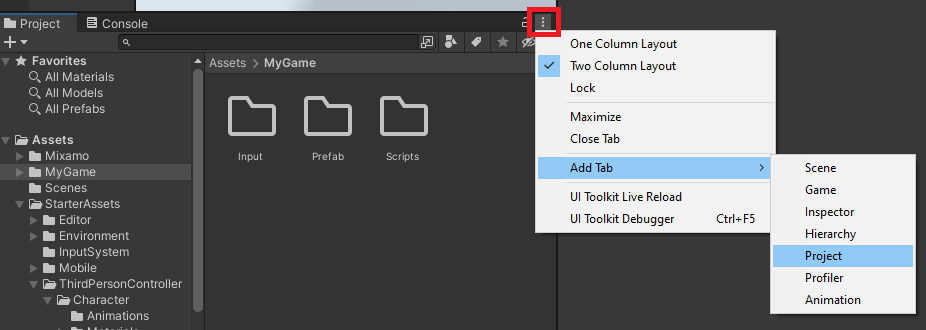 Project
Console
Favorites
All Materials
All Models
All Prefabs
Assets
Mixamo
MyGame
Scenes
StarterAssets
Editor
Environment
InputSystem
Mobile
ThirdPersonController
Character
Animations
Materials
Assets > MyGame
Input
Prefab
Scripts
One Column Layout
Two Column Layout
Lock
Maximize
Close Tab
Add Tab
UI Toolkit Live Reload
UI Toolkit Debugger Ctrl+F5
Scene
Game
Inspector
Hierarchy
Project
Profiler
Animation